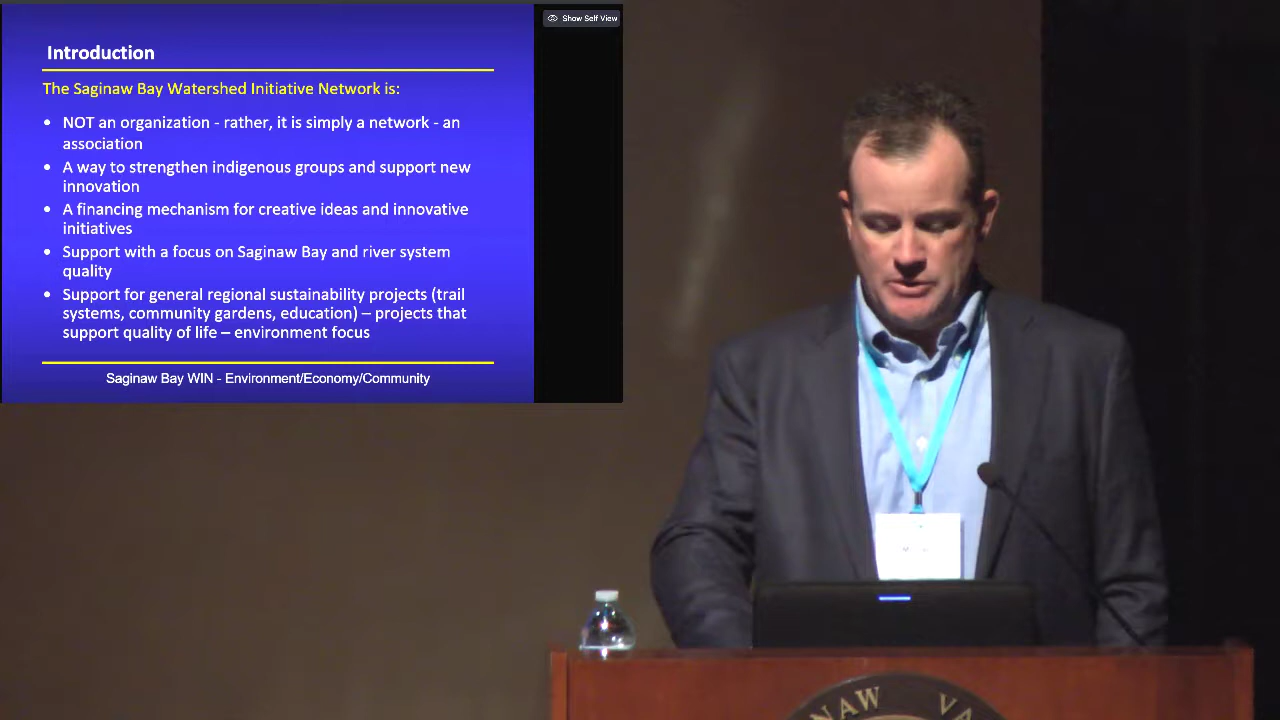 Show Self View
Introduction
The Saginaw Bay Watershed Initiative Network is:
• NOT an organization - rather, it is simply a network - an
association
• A way to strengthen indigenous groups and support new
innovation
• A financing mechanism for creative ideas and innovative
initiatives
• Support with a focus on Saginaw Bay and river system
quality
• Support for general regional sustainability projects (trail
systems, community gardens, education) – projects that
support quality of life – environment focus
Saginaw Bay WIN - Environment/Economy/Community
NAW VA